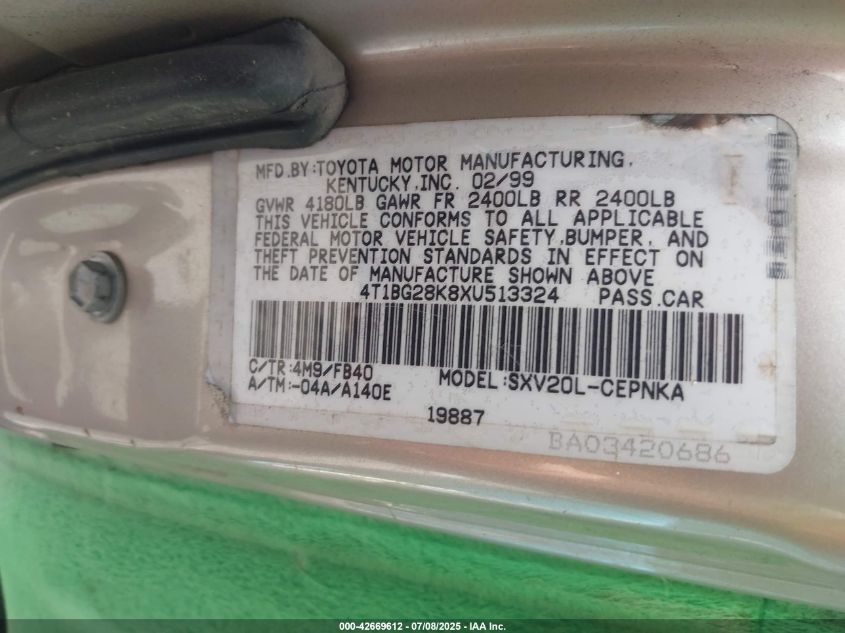 MFD.BY:TOYOTA MOTOR MANUFACTURING,
KENTUCKY,INC. 02/99
GVWR 4180LB GAWR FR 2400LB RR 2400LB
THIS VEHICLE CONFORMS TO ALL APPLICABLE
FEDERAL MOTOR VEHICLE SAFETY,BUMPER, AND
THEFT PREVENTION STANDARDS IN EFFECT ON
THE DATE OF MANUFACTURE SHOWN ABOVE
4T1BG28K8XU513324 PASS.CAR
C/TR:4M9/FB40
A/TM:-04A/A140E
MODEL:SXV20L-CEPNKA
19887
BA03420686
000-42669612 - 07/08/2025 - IAA Inc.